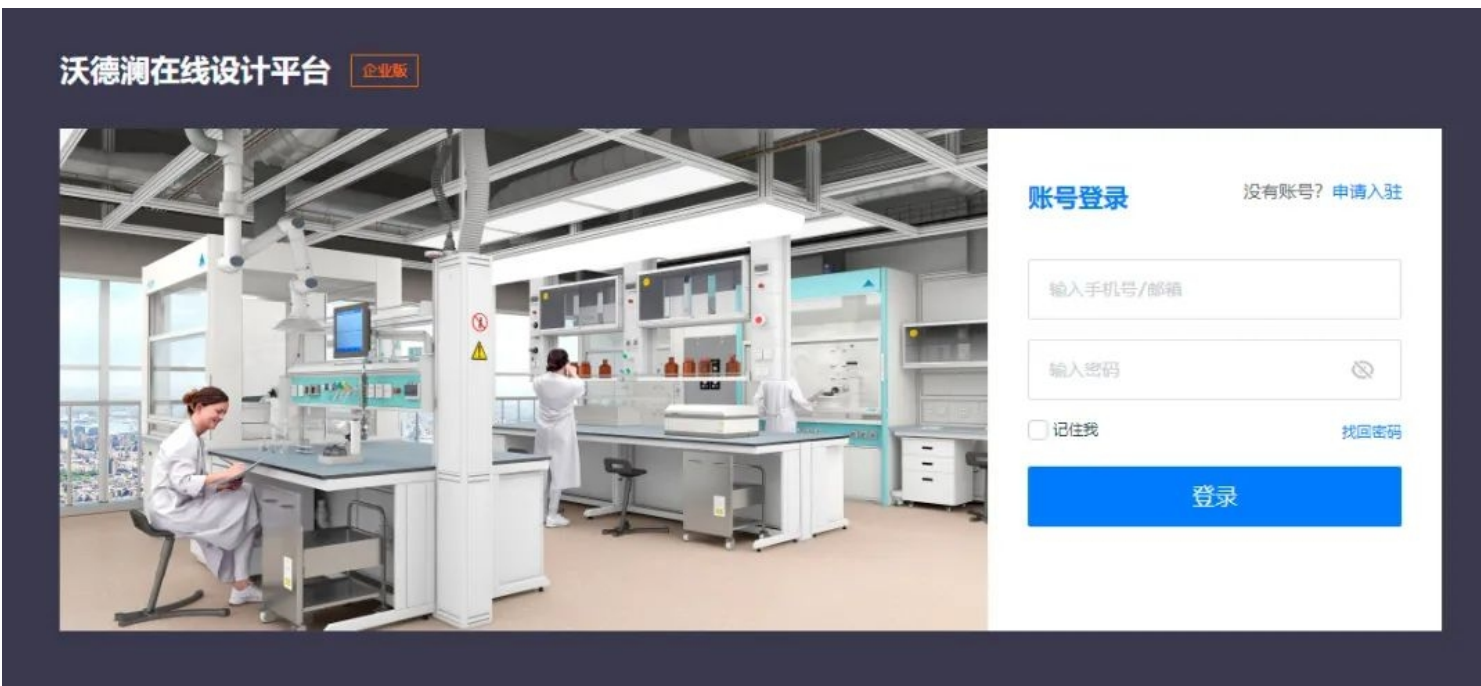 沃德澜在线设计平台 企业版
账号登录 没有账号？申请入驻
输入手机号/邮箱
输入密码
记住我 找回密码
登录